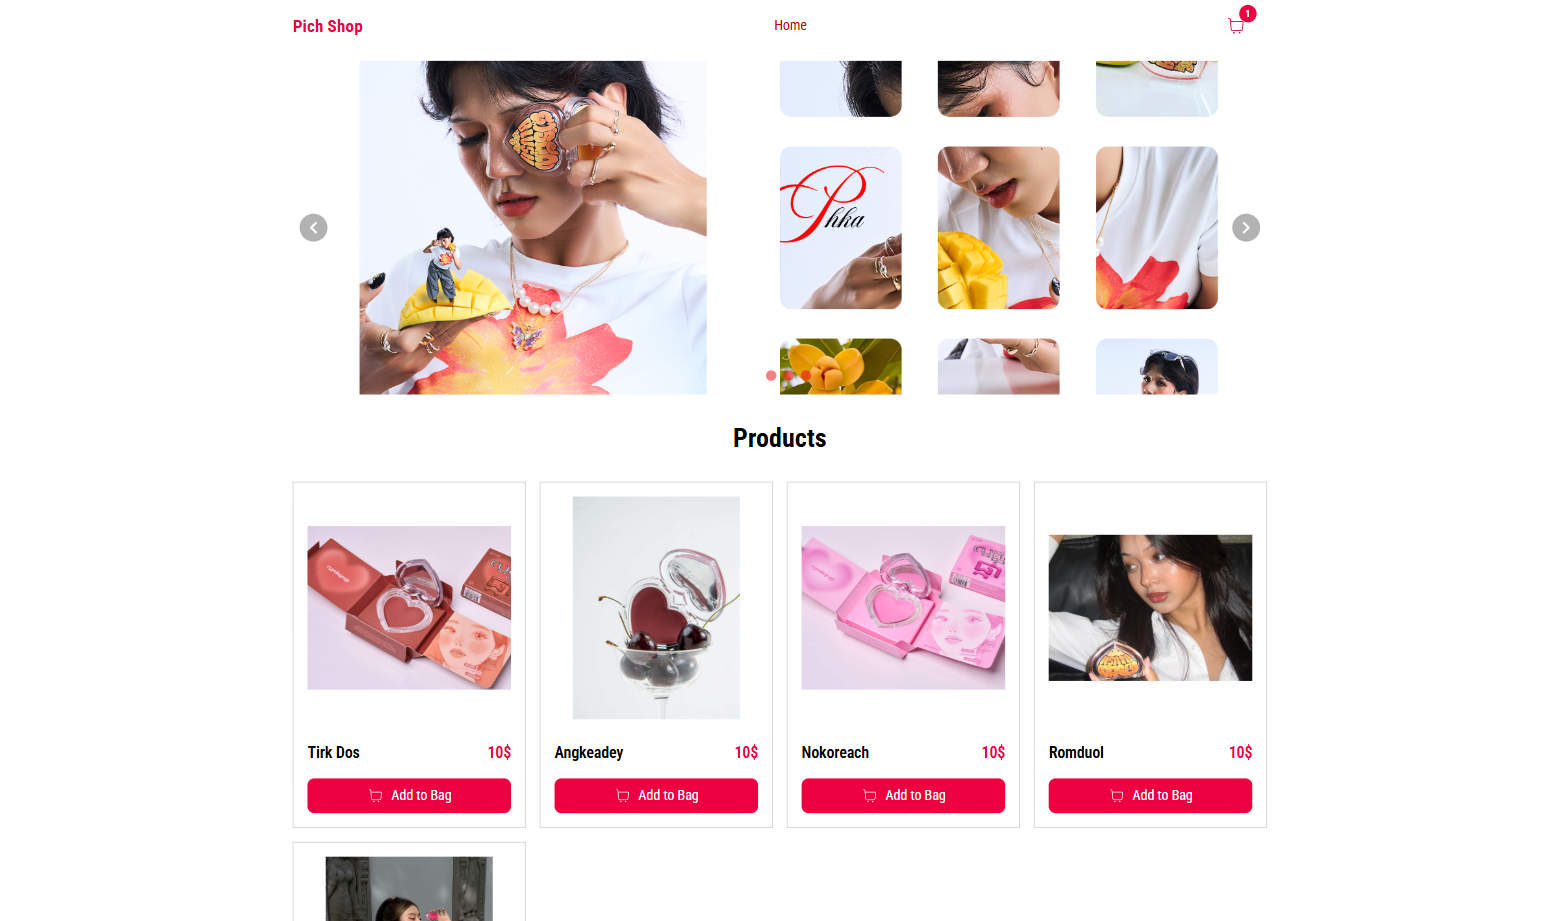 Pich Shop
Home
1
Phka
Products
Tirk Dos 10$
Add to Bag
Angkeadey 10$
Add to Bag
Nokoreach 10$
Add to Bag
Romduol 10$
Add to Bag